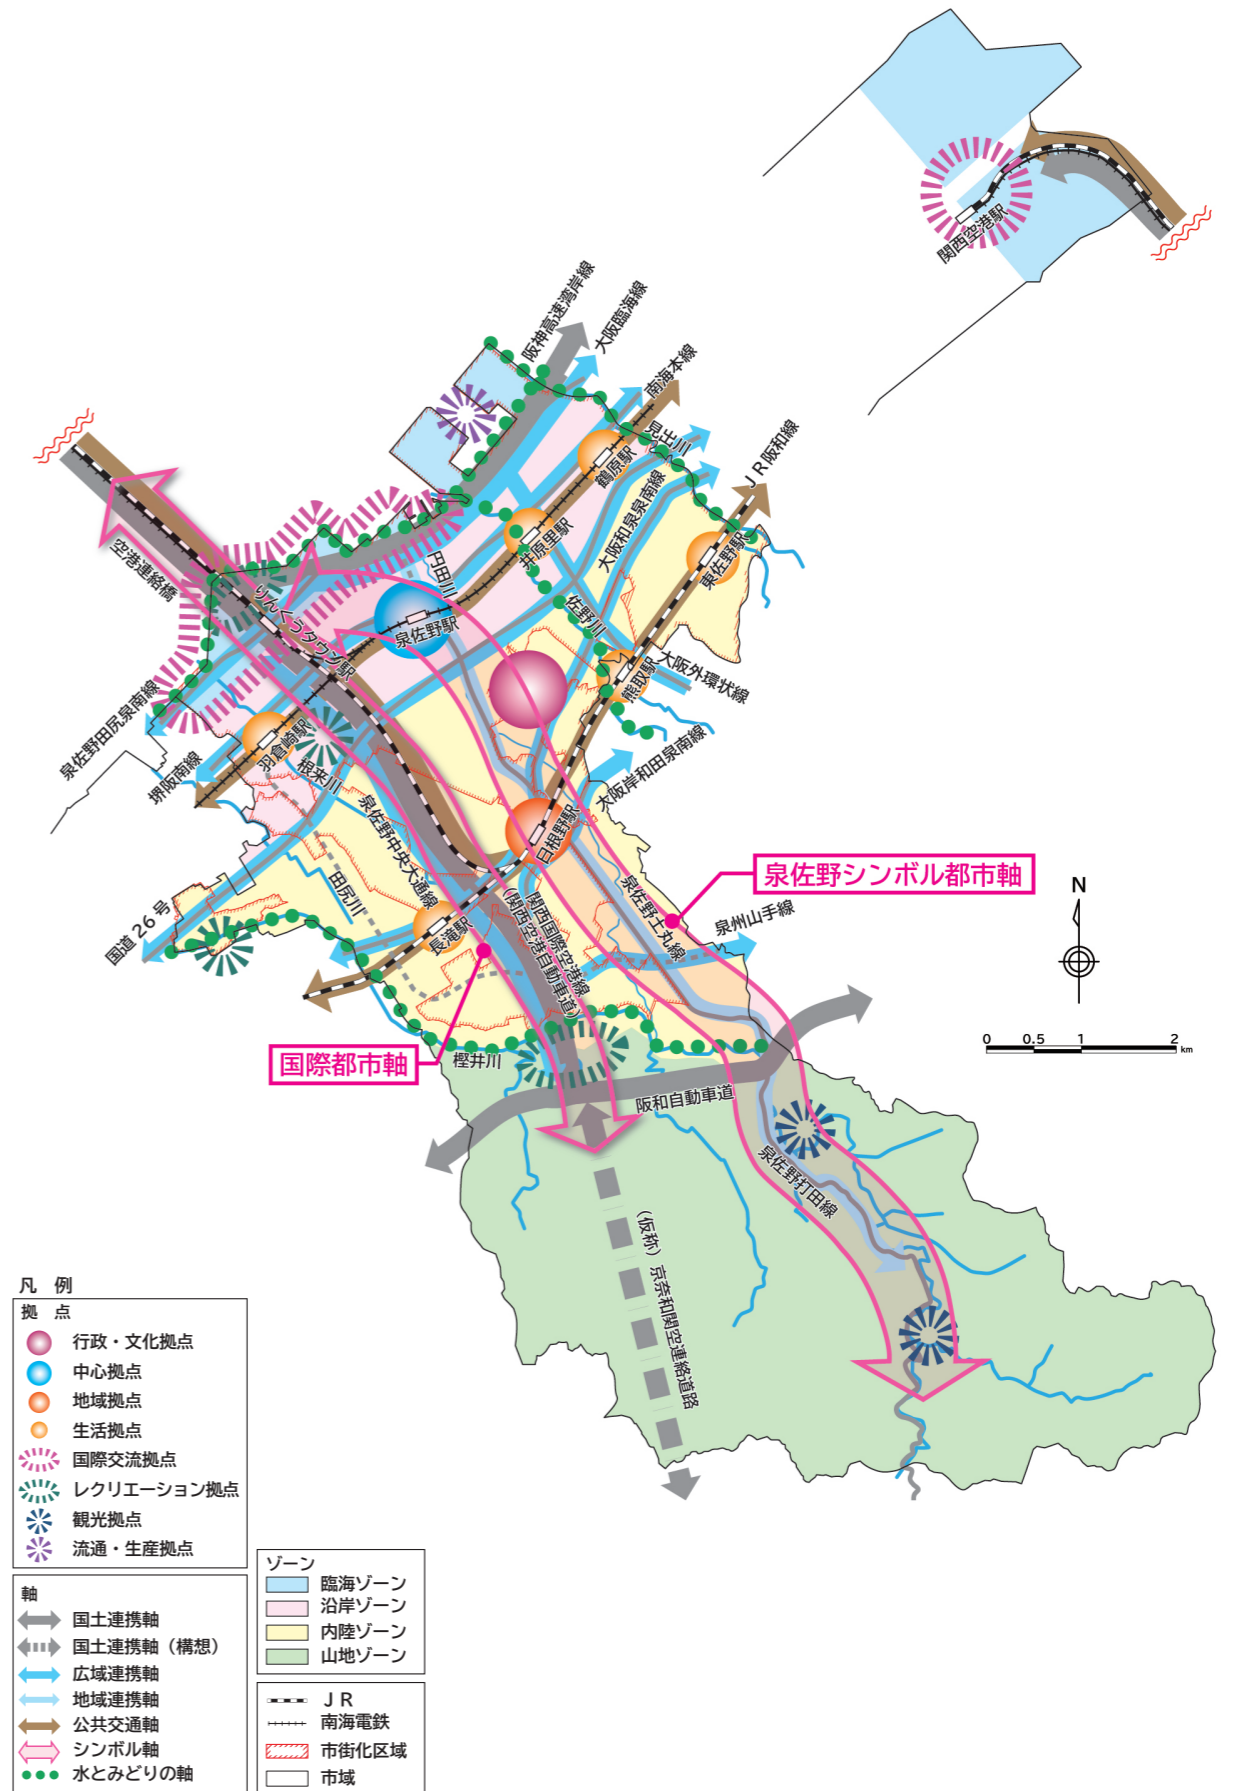 関西空港駅
阪神高速湾岸線
大阪臨海線
南海本線
見出川
鶴原駅
JR阪和線
大阪和泉泉南線
井原里駅
東佐野駅
空港連絡橋
円田川
りんくうタウン駅
泉佐野駅
佐野川
熊取駅
大阪外環状線
泉佐野田尻泉南線
堺阪南線
羽倉崎駅
根来川
大阪岸和田泉南線
日根野駅
泉佐野中央大通線
田尻川
国道26号
長滝駅
関西国際空港線
(関西空港自動車道)
泉佐野土丸線
泉佐野シンボル都市軸
泉州山手線
N
0 0.5 1 2 km
国際都市軸
樫井川
阪和自動車道
泉佐野打田線
(仮称)京奈和関空連絡道路
凡 例
拠 点
行政・文化拠点
中心拠点
地域拠点
生活拠点
国際交流拠点
レクリエーション拠点
観光拠点
流通・生産拠点
軸
国土連携軸
国土連携軸(構想)
広域連携軸
地域連携軸
公共交通軸
シンボル軸
水とみどりの軸
ゾーン
臨海ゾーン
沿岸ゾーン
内陸ゾーン
山地ゾーン
JR
南海電鉄
市街化区域
市域